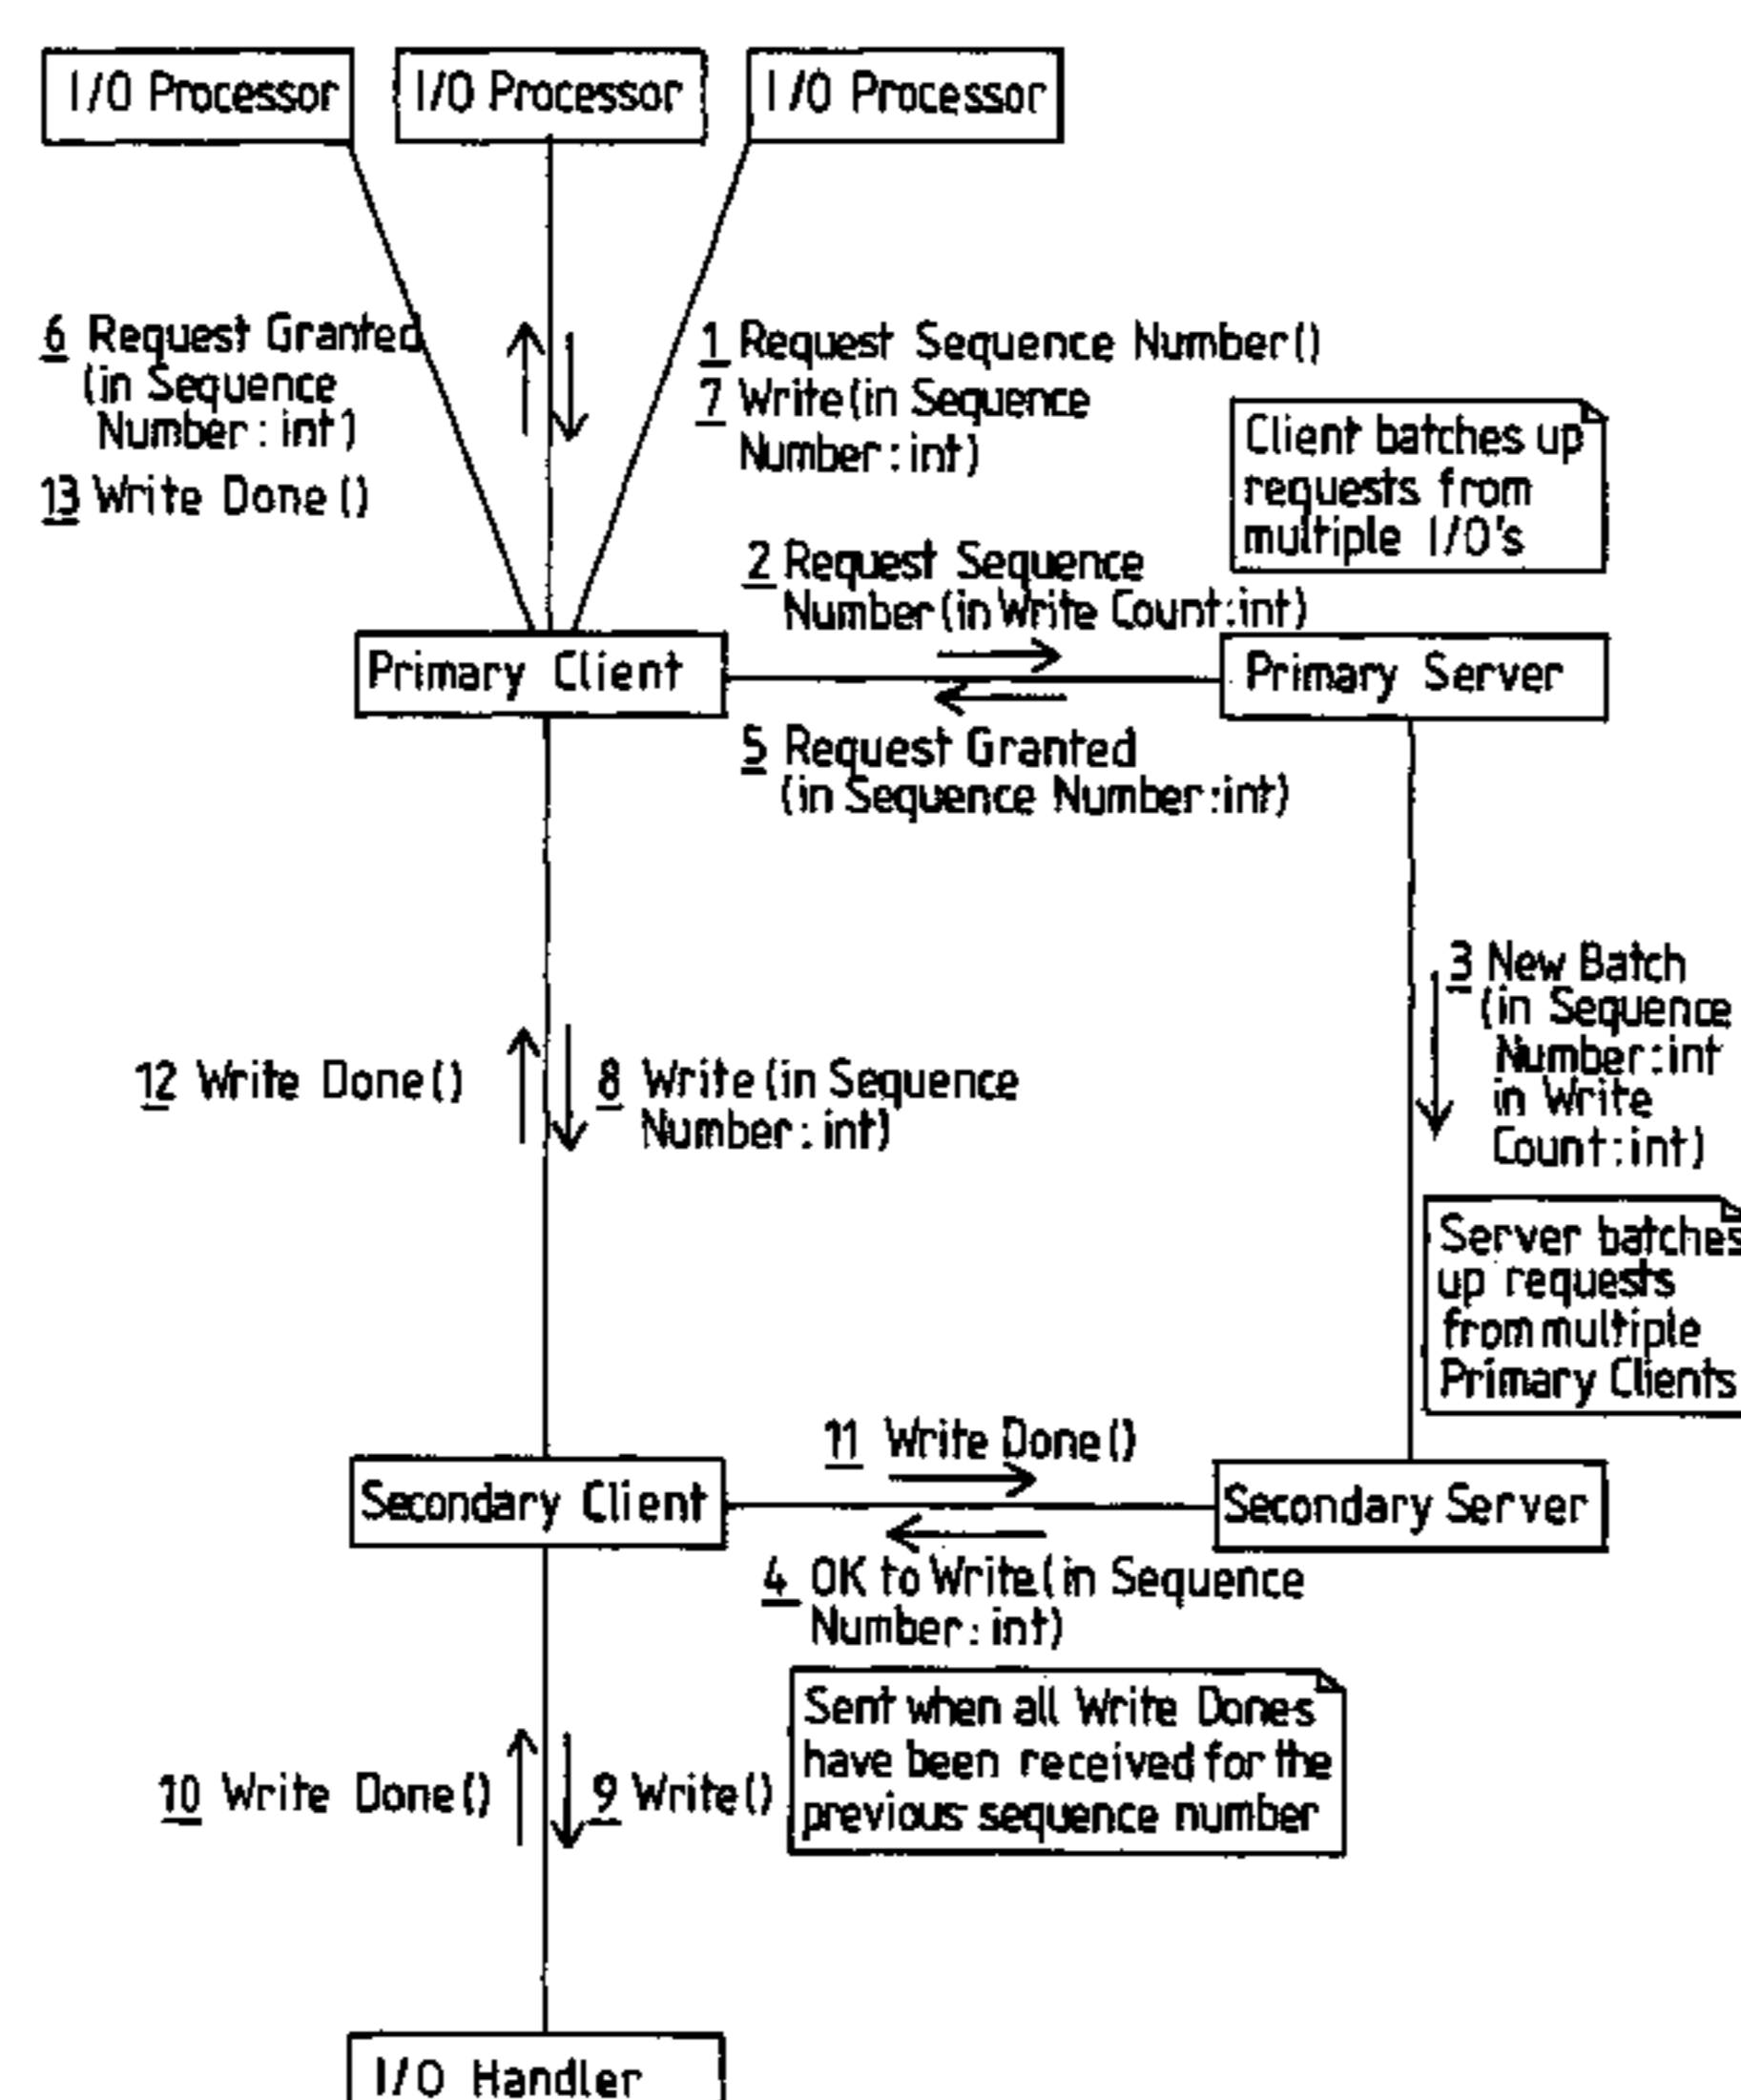 I/O Processor
I/O Processor
I/O Processor
6 Request Granted
(in Sequence
Number: int)
13 Write Done ()
1 Request Sequence Number()
7 Write(in Sequence
Number: int)
Client batches up
requests from
multiple I/O's
2 Request Sequence
Number(in Write Count:int)
Primary Client
Primary Server
5 Request Granted
(in Sequence Number:int)
3 New Batch
(in Sequence
Number:int
in Write
Count:int)
12 Write Done()
8 Write (in Sequence
Number: int)
Server batches
up requests
from multiple
Primary Clients
11 Write Done()
Secondary Client
Secondary Server
4 OK to Write(in Sequence
Number: int)
Sent when all Write Done's
have been received for the
previous sequence number
10 Write Done()
9 Write()
I/O Handler